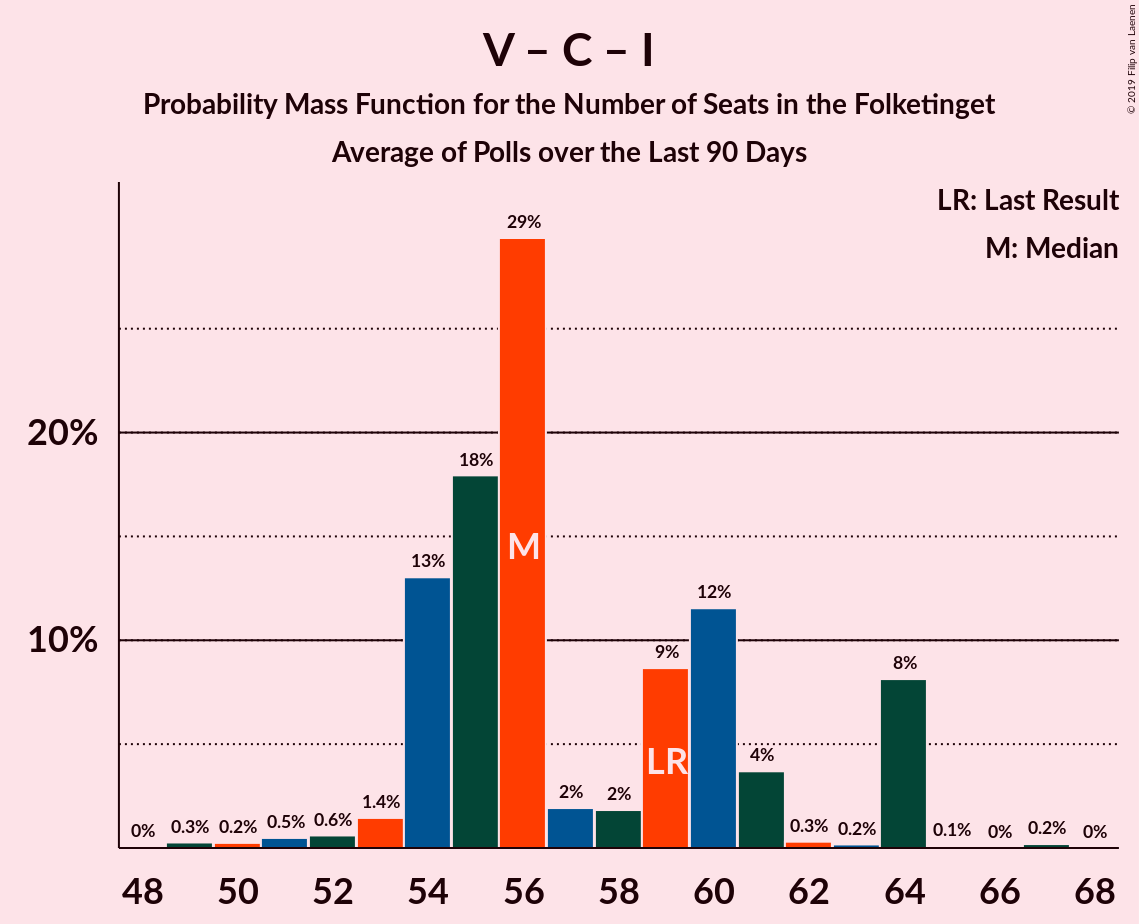 V – C – I
Probability Mass Function for the Number of Seats in the Folketinget
Average of Polls over the Last 90 Days
© 2019 Filip van Laenen
LR: Last Result
M: Median
29%
18%
13%
12%
9%
8%
4%
2%
2%
1.4%
0%
0.3%
0.2%
0.5%
0.6%
0.3%
0.2%
0.1%
0%
0.2%
0%
M
LR
20%
10%
48 50 52 54 56 58 60 62 64 66 68